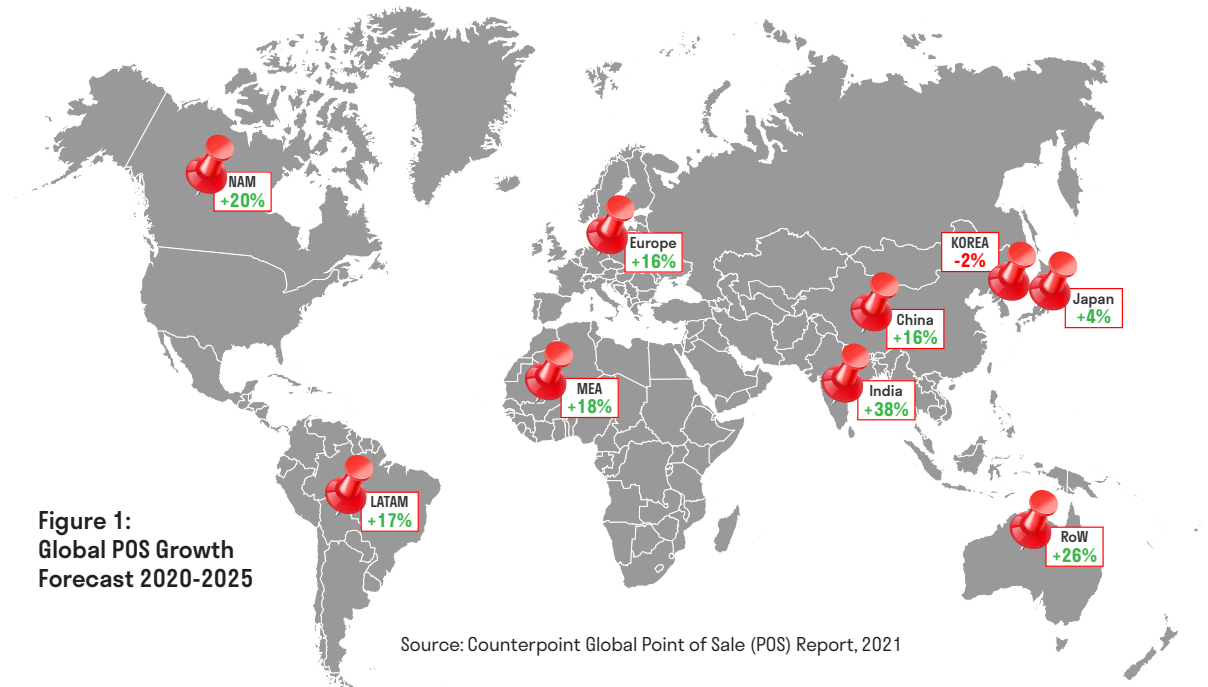 NAM
+20%
Europe
+16%
KOREA
-2%
Japan
+4%
China
+16%
MEA
+18%
India
+38%
LATAM
+17%
RoW
+26%
Figure 1:
Global POS Growth
Forecast 2020-2025
Source: Counterpoint Global Point of Sale (POS) Report, 2021